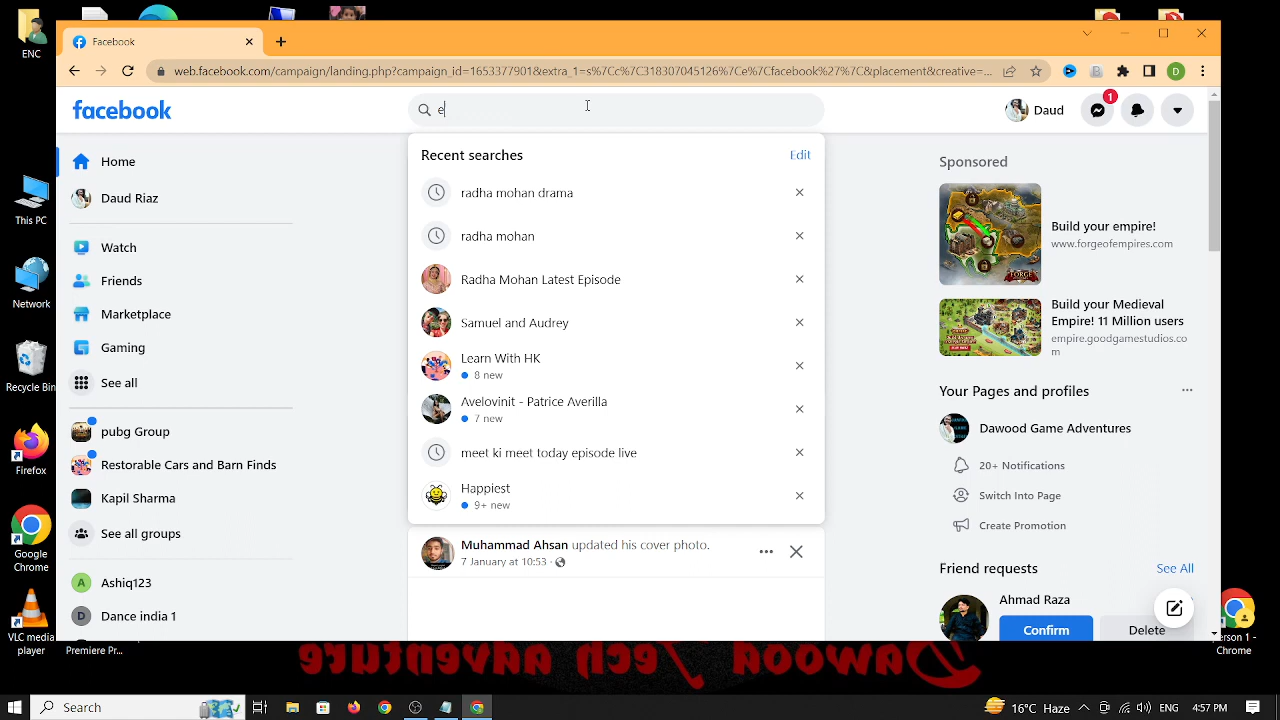 ENC
Facebook
web.facebook.com/campaign/landing.php?campaign_id=1653377901&extra_1=s%7Cc%7C318307045126%7Ce%7Cfacebook%27%7C&placement&creative=...
D
facebook
e
Daud
1
Recent searches
Edit
radha mohan drama
radha mohan
Radha Mohan Latest Episode
Samuel and Audrey
Learn With HK
8 new
Avelovinit - Patrice Averilla
7 new
meet ki meet today episode live
Happiest
9+ new
Muhammad Ahsan updated his cover photo.
7 January at 10:53 ·
Home
Daud Riaz
Watch
Friends
Marketplace
Gaming
See all
pubg Group
Restorable Cars and Barn Finds
Kapil Sharma
See all groups
A Ashiq123
D Dance india 1
Sponsored
FORGE
OF EMPIRES
Build your empire!
www.forgeofempires.com
Build your Medieval
Empire! 11 Million users
empire.goodgamestudios.co
m
Your Pages and profiles
Dawood Game Adventures
20+ Notifications
Switch Into Page
Create Promotion
Friend requests
See All
Ahmad Raza
Confirm
Delete
This PC
Network
Recycle Bin
Firefox
Google
Chrome
VLC media
player
Premiere Pr...
Chrome
Dawood Tech adventure
Search
16°C Haze
ENG
4:57 PM